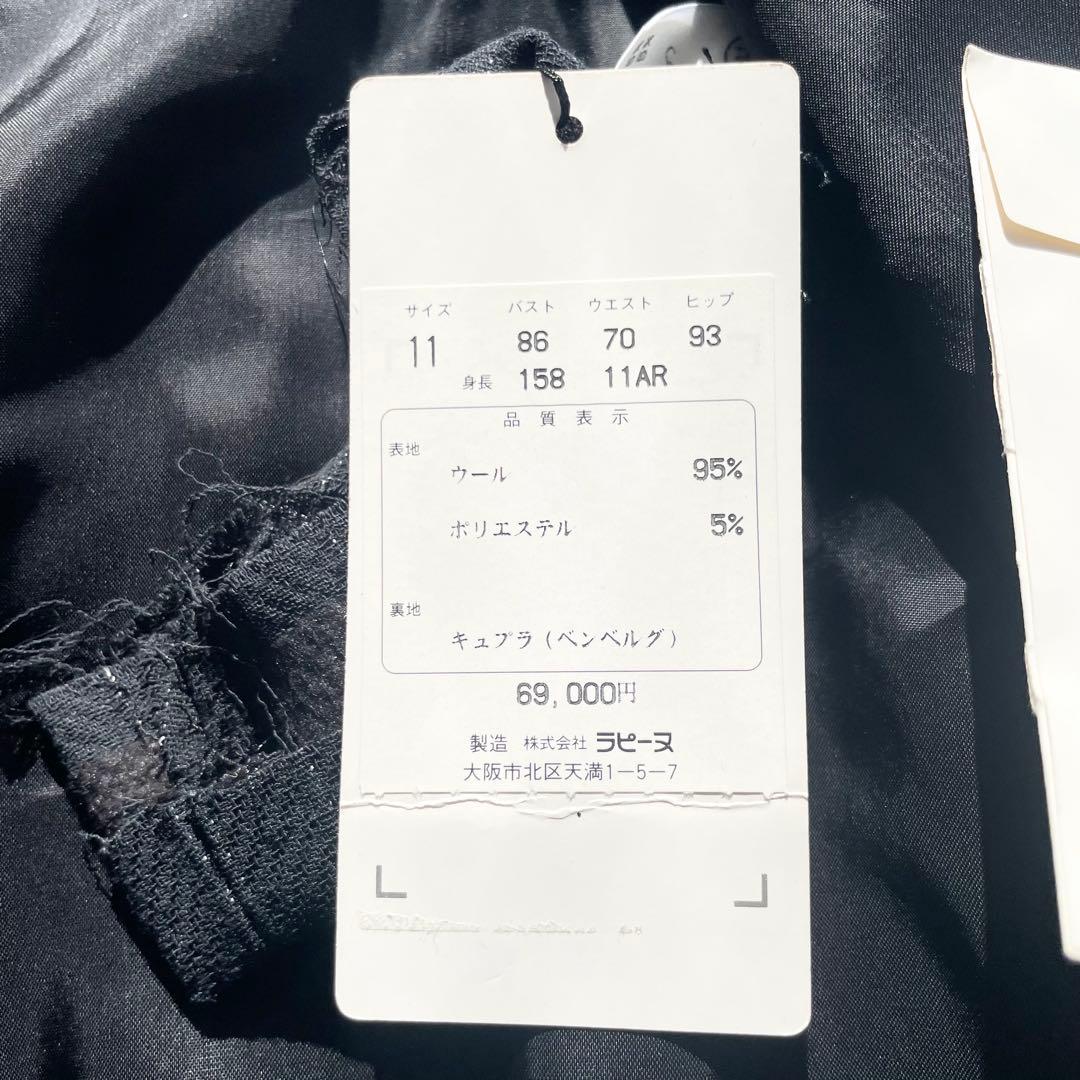 サイズ バスト ウエスト ヒップ
11 86 70 93
身長 158 11AR
品質表示
表地
ウール 95%
ポリエステル 5%
裏地
キュプラ（ベンベルグ）
69,000円
製造 株式会社 ラピーヌ
大阪市北区天満1-5-7